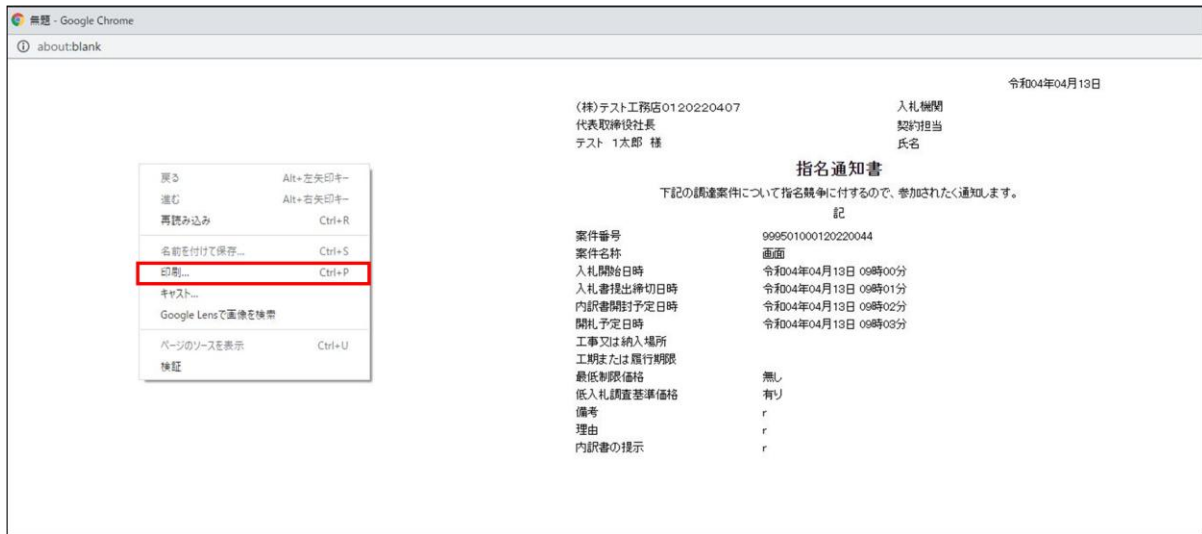 無題 - Google Chrome
about:blank
令和04年04月13日
(株)テスト工務店0120220407 入札機関
代表取締役社長 契約担当
テスト 1太郎 様 氏名
指名通知書
下記の調達案件について指名競争に付するので、参加されたく通知します。
記
案件番号 999501000120220044
案件名称 画面
入札開始日時 令和04年04月13日 09時00分
入札書提出締切日時 令和04年04月13日 09時01分
内訳書開封予定日時 令和04年04月13日 09時02分
開札予定日時 令和04年04月13日 09時03分
工事又は納入場所
工期または履行期限
最低制限価格 無し
低入札調査基準価格 有り
備考 r
理由 r
内訳書の提示 r
戻る Alt+左矢印キー
進む Alt+右矢印キー
再読み込み Ctrl+R
名前を付けて保存... Ctrl+S
印刷... Ctrl+P
キャスト...
Google Lensで画像を検索
ページのソースを表示 Ctrl+U
検証